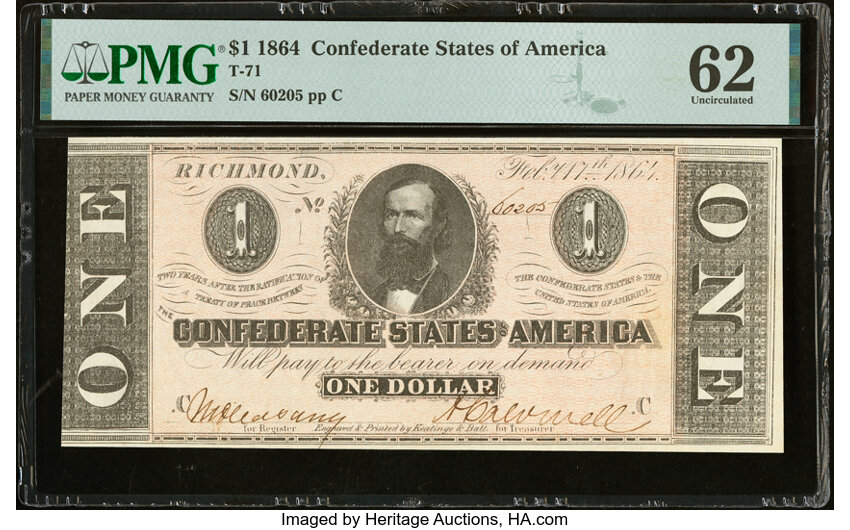 PMG® $1 1864 Confederate States of America
T-71
PAPER MONEY GUARANTY
S/N 60205 pp C
62
Uncirculated
RICHMOND, Feby 17th 1864.
No 60205
1 1
TWO YEARS AFTER THE RATIFICATION OF
A TREATY OF PEACE BETWEEN
THE CONFEDERATE STATES & THE
UNITED STATES OF AMERICA.
THE
CONFEDERATE STATES OF AMERICA
Will pay to the bearer on demand
ONE DOLLAR.
C C
for Register Engraved & Printed by Keatinge & Ball. for Treasurer
ONE
ONE
Imaged by Heritage Auctions, HA.com